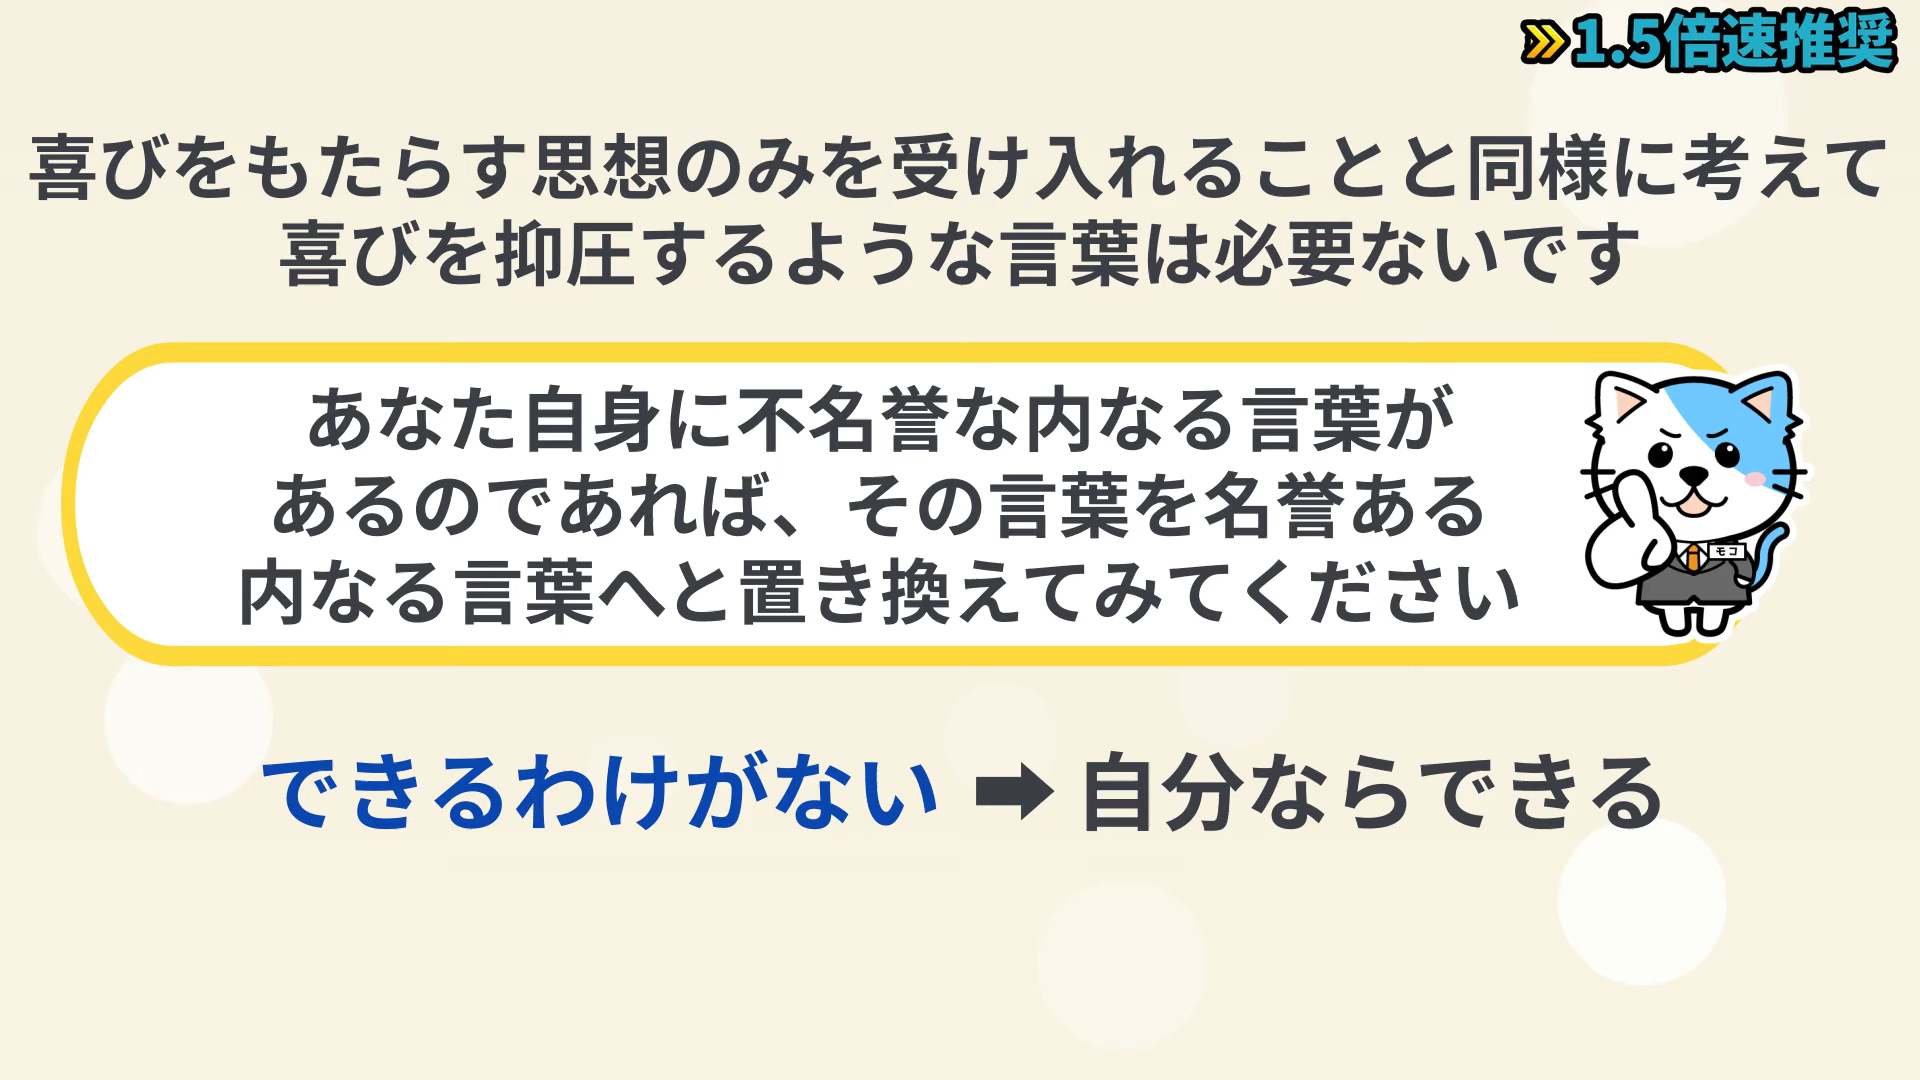 1.5倍速推奨
喜びをもたらす思想のみを受け入れることと同様に考えて
喜びを抑圧するような言葉は必要ないです
あなた自身に不名誉な内なる言葉が
あるのであれば、その言葉を名誉ある
内なる言葉へと置き換えてみてください
モコ
できるわけがない ➡ 自分ならできる